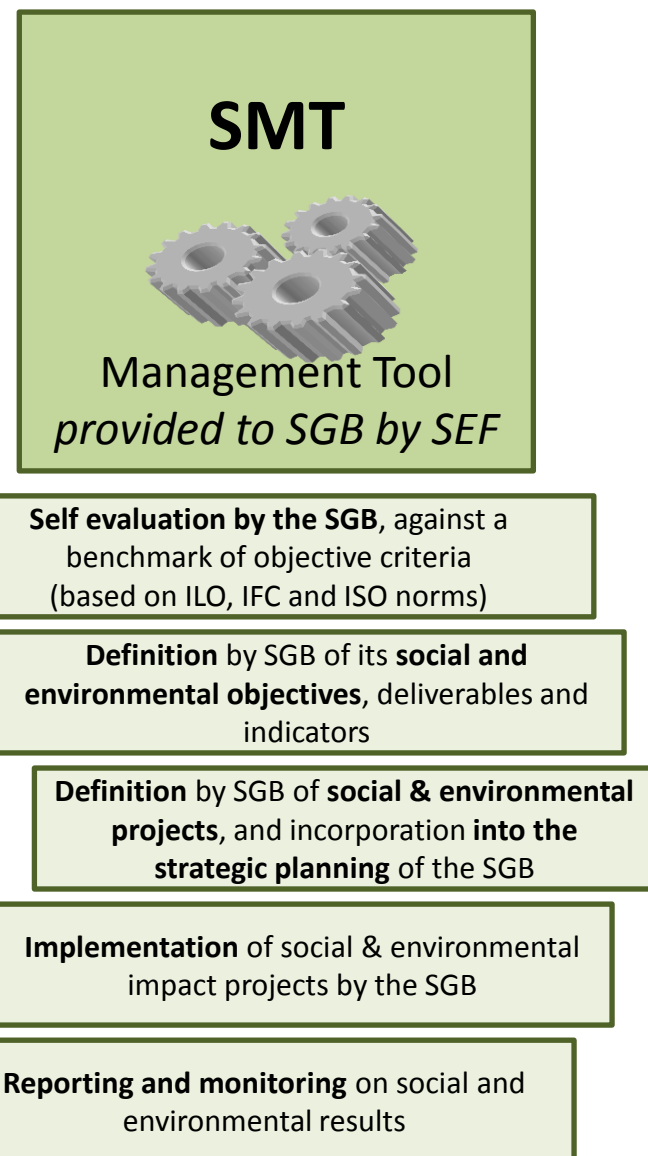 SMT
Management Tool
provided to SGB by SEF
Self evaluation by the SGB, against a
benchmark of objective criteria
(based on ILO, IFC and ISO norms)
Definition by SGB of its social and
environmental objectives, deliverables and
indicators
Definition by SGB of social & environmental
projects, and incorporation into the
strategic planning of the SGB
Implementation of social & environmental
impact projects by the SGB
Reporting and monitoring on social and
environmental results